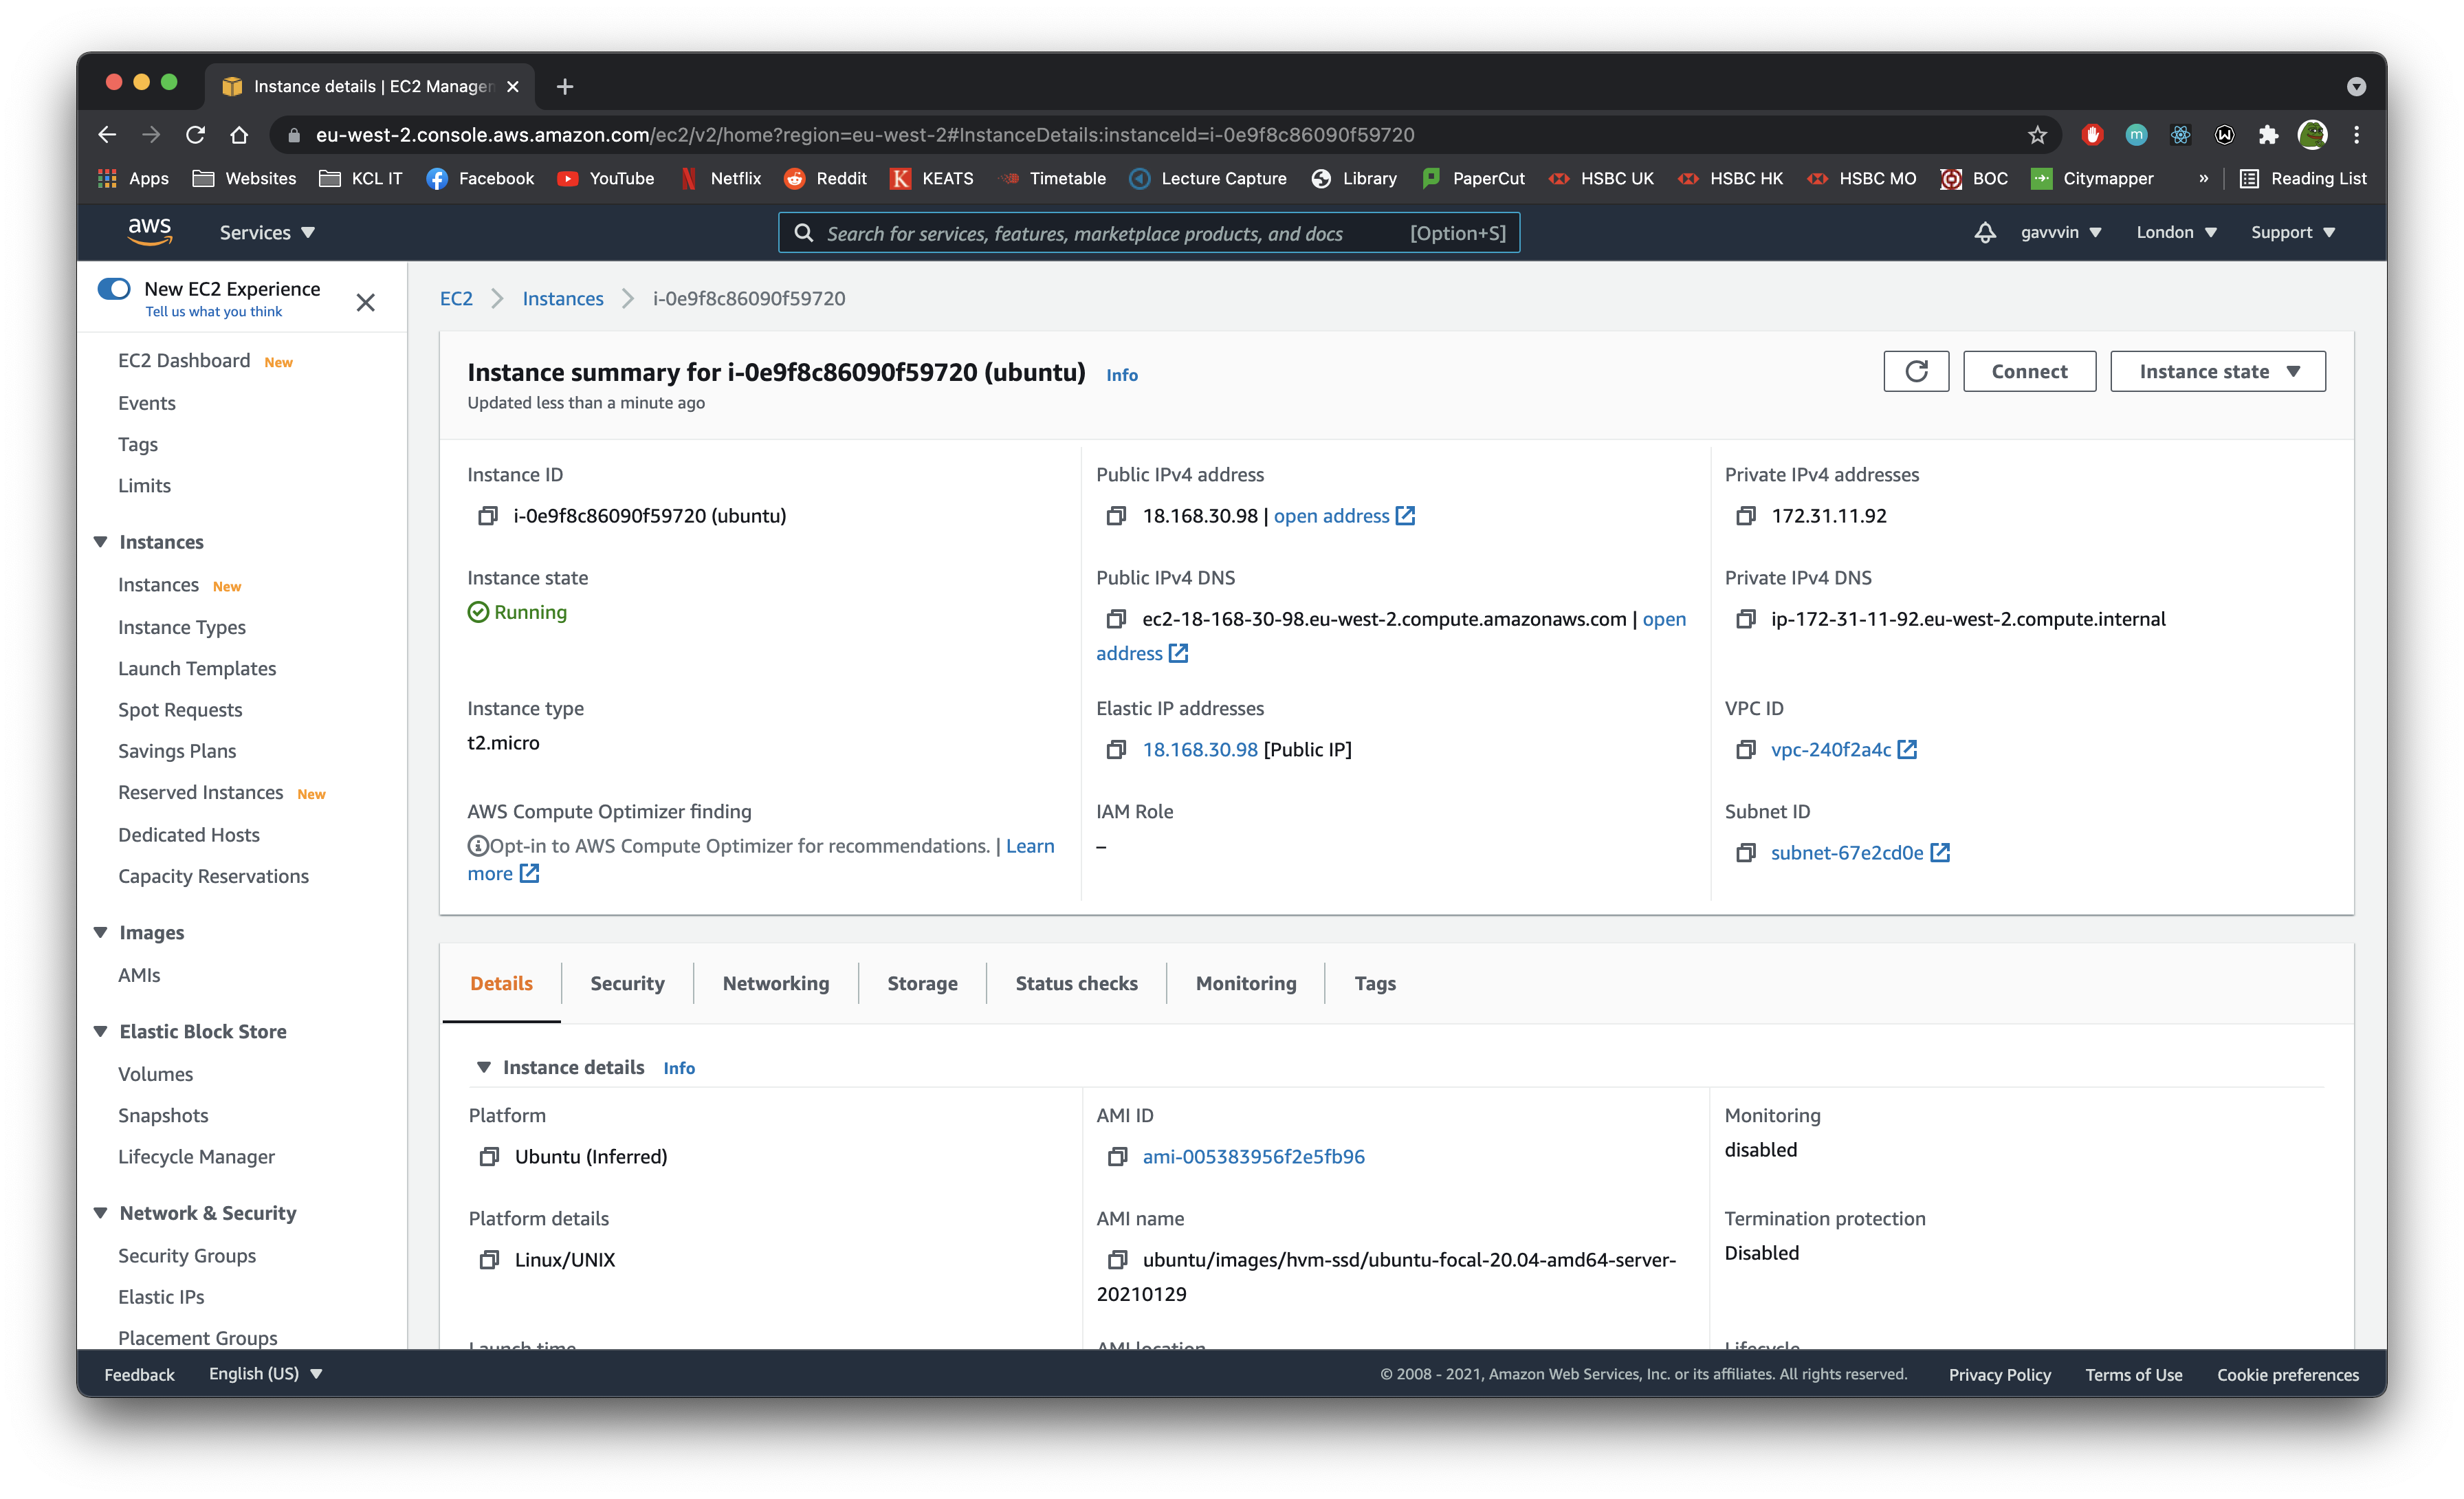 Instance details | EC2 Manager
eu-west-2.console.aws.amazon.com/ec2/v2/home?region=eu-west-2#InstanceDetails:instanceId=i-0e9f8c86090f59720
Apps Websites KCL IT Facebook YouTube Netflix Reddit KEATS Timetable Lecture Capture Library PaperCut HSBC UK HSBC HK HSBC MO BOC Citymapper » Reading List
aws Services Search for services, features, marketplace products, and docs [Option+S] gavvvin London Support
New EC2 Experience
Tell us what you think
EC2 Dashboard New
Events
Tags
Limits
Instances
Instances New
Instance Types
Launch Templates
Spot Requests
Savings Plans
Reserved Instances New
Dedicated Hosts
Capacity Reservations
Images
AMIs
Elastic Block Store
Volumes
Snapshots
Lifecycle Manager
Network & Security
Security Groups
Elastic IPs
Placement Groups
EC2 Instances i-0e9f8c86090f59720
Instance summary for i-0e9f8c86090f59720 (ubuntu) Info
Updated less than a minute ago
Connect Instance state
Instance ID
i-0e9f8c86090f59720 (ubuntu)
Instance state
Running
Instance type
t2.micro
AWS Compute Optimizer finding
Opt-in to AWS Compute Optimizer for recommendations. | Learn
more
Public IPv4 address
18.168.30.98 | open address
Public IPv4 DNS
ec2-18-168-30-98.eu-west-2.compute.amazonaws.com | open
address
Elastic IP addresses
18.168.30.98 [Public IP]
IAM Role
–
Private IPv4 addresses
172.31.11.92
Private IPv4 DNS
ip-172-31-11-92.eu-west-2.compute.internal
VPC ID
vpc-240f2a4c
Subnet ID
subnet-67e2cd0e
Details Security Networking Storage Status checks Monitoring Tags
Instance details Info
Platform
Ubuntu (Inferred)
Platform details
Linux/UNIX
Launch time
AMI ID
ami-005383956f2e5fb96
AMI name
ubuntu/images/hvm-ssd/ubuntu-focal-20.04-amd64-server-
20210129
AMI location
Monitoring
disabled
Termination protection
Disabled
Lifecycle
Feedback English (US) © 2008 - 2021, Amazon Web Services, Inc. or its affiliates. All rights reserved. Privacy Policy Terms of Use Cookie preferences